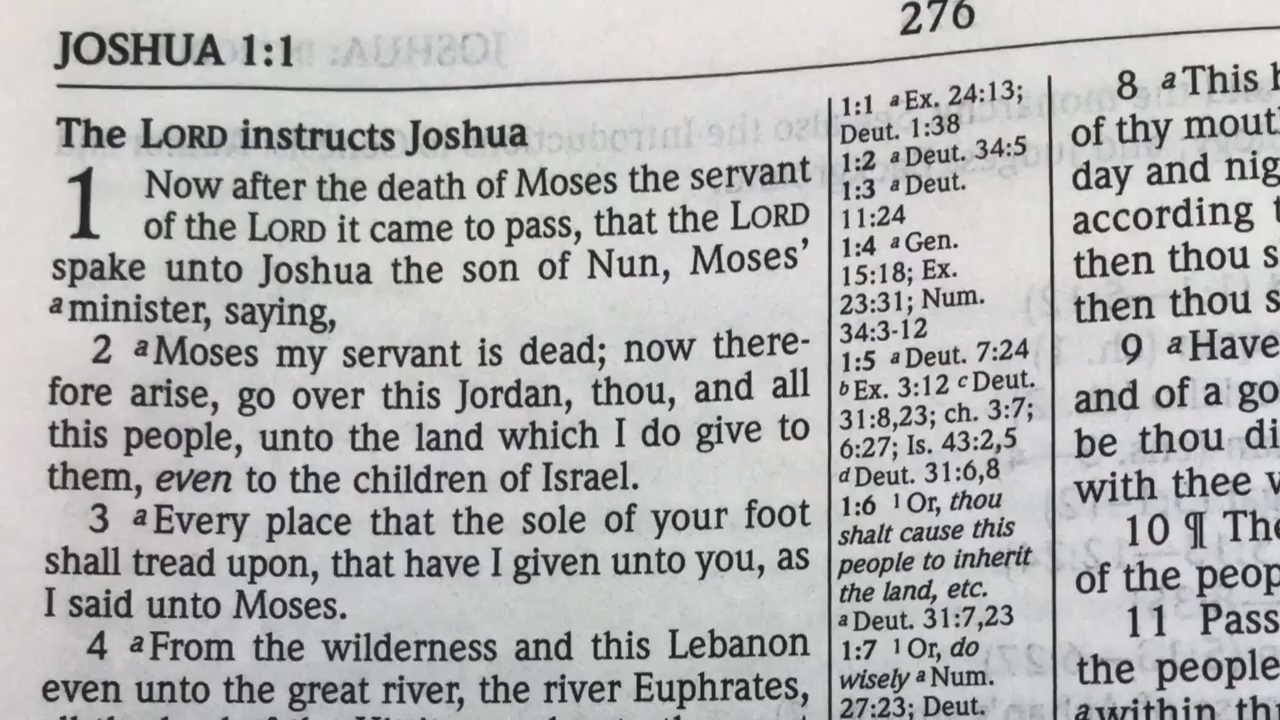 JOSHUA 1:1
276
The LORD instructs Joshua
1 Now after the death of Moses the servant
of the LORD it came to pass, that the LORD
spake unto Joshua the son of Nun, Moses’
a minister, saying,
2 a Moses my servant is dead; now there-
fore arise, go over this Jordan, thou, and all
this people, unto the land which I do give to
them, even to the children of Israel.
3 a Every place that the sole of your foot
shall tread upon, that have I given unto you, as
I said unto Moses.
4 a From the wilderness and this Lebanon
even unto the great river, the river Euphrates,
1:1 a Ex. 24:13;
Deut. 1:38
1:2 a Deut. 34:5
1:3 a Deut.
11:24
1:4 a Gen.
15:18; Ex.
23:31; Num.
34:3-12
1:5 a Deut. 7:24
b Ex. 3:12 c Deut.
31:8,23; ch. 3:7;
6:27; Is. 43:2,5
d Deut. 31:6,8
1:6 1 Or, thou
shalt cause this
people to inherit
the land, etc.
a Deut. 31:7,23
1:7 1 Or, do
wisely a Num.
27:23; Deut.
8 a This
of thy mout
day and nig
according
then thou s
then thou s
9 a Have
and of a go
be thou di
with thee
10 ¶ The
of the peop
11 Pass
the people
a within thr